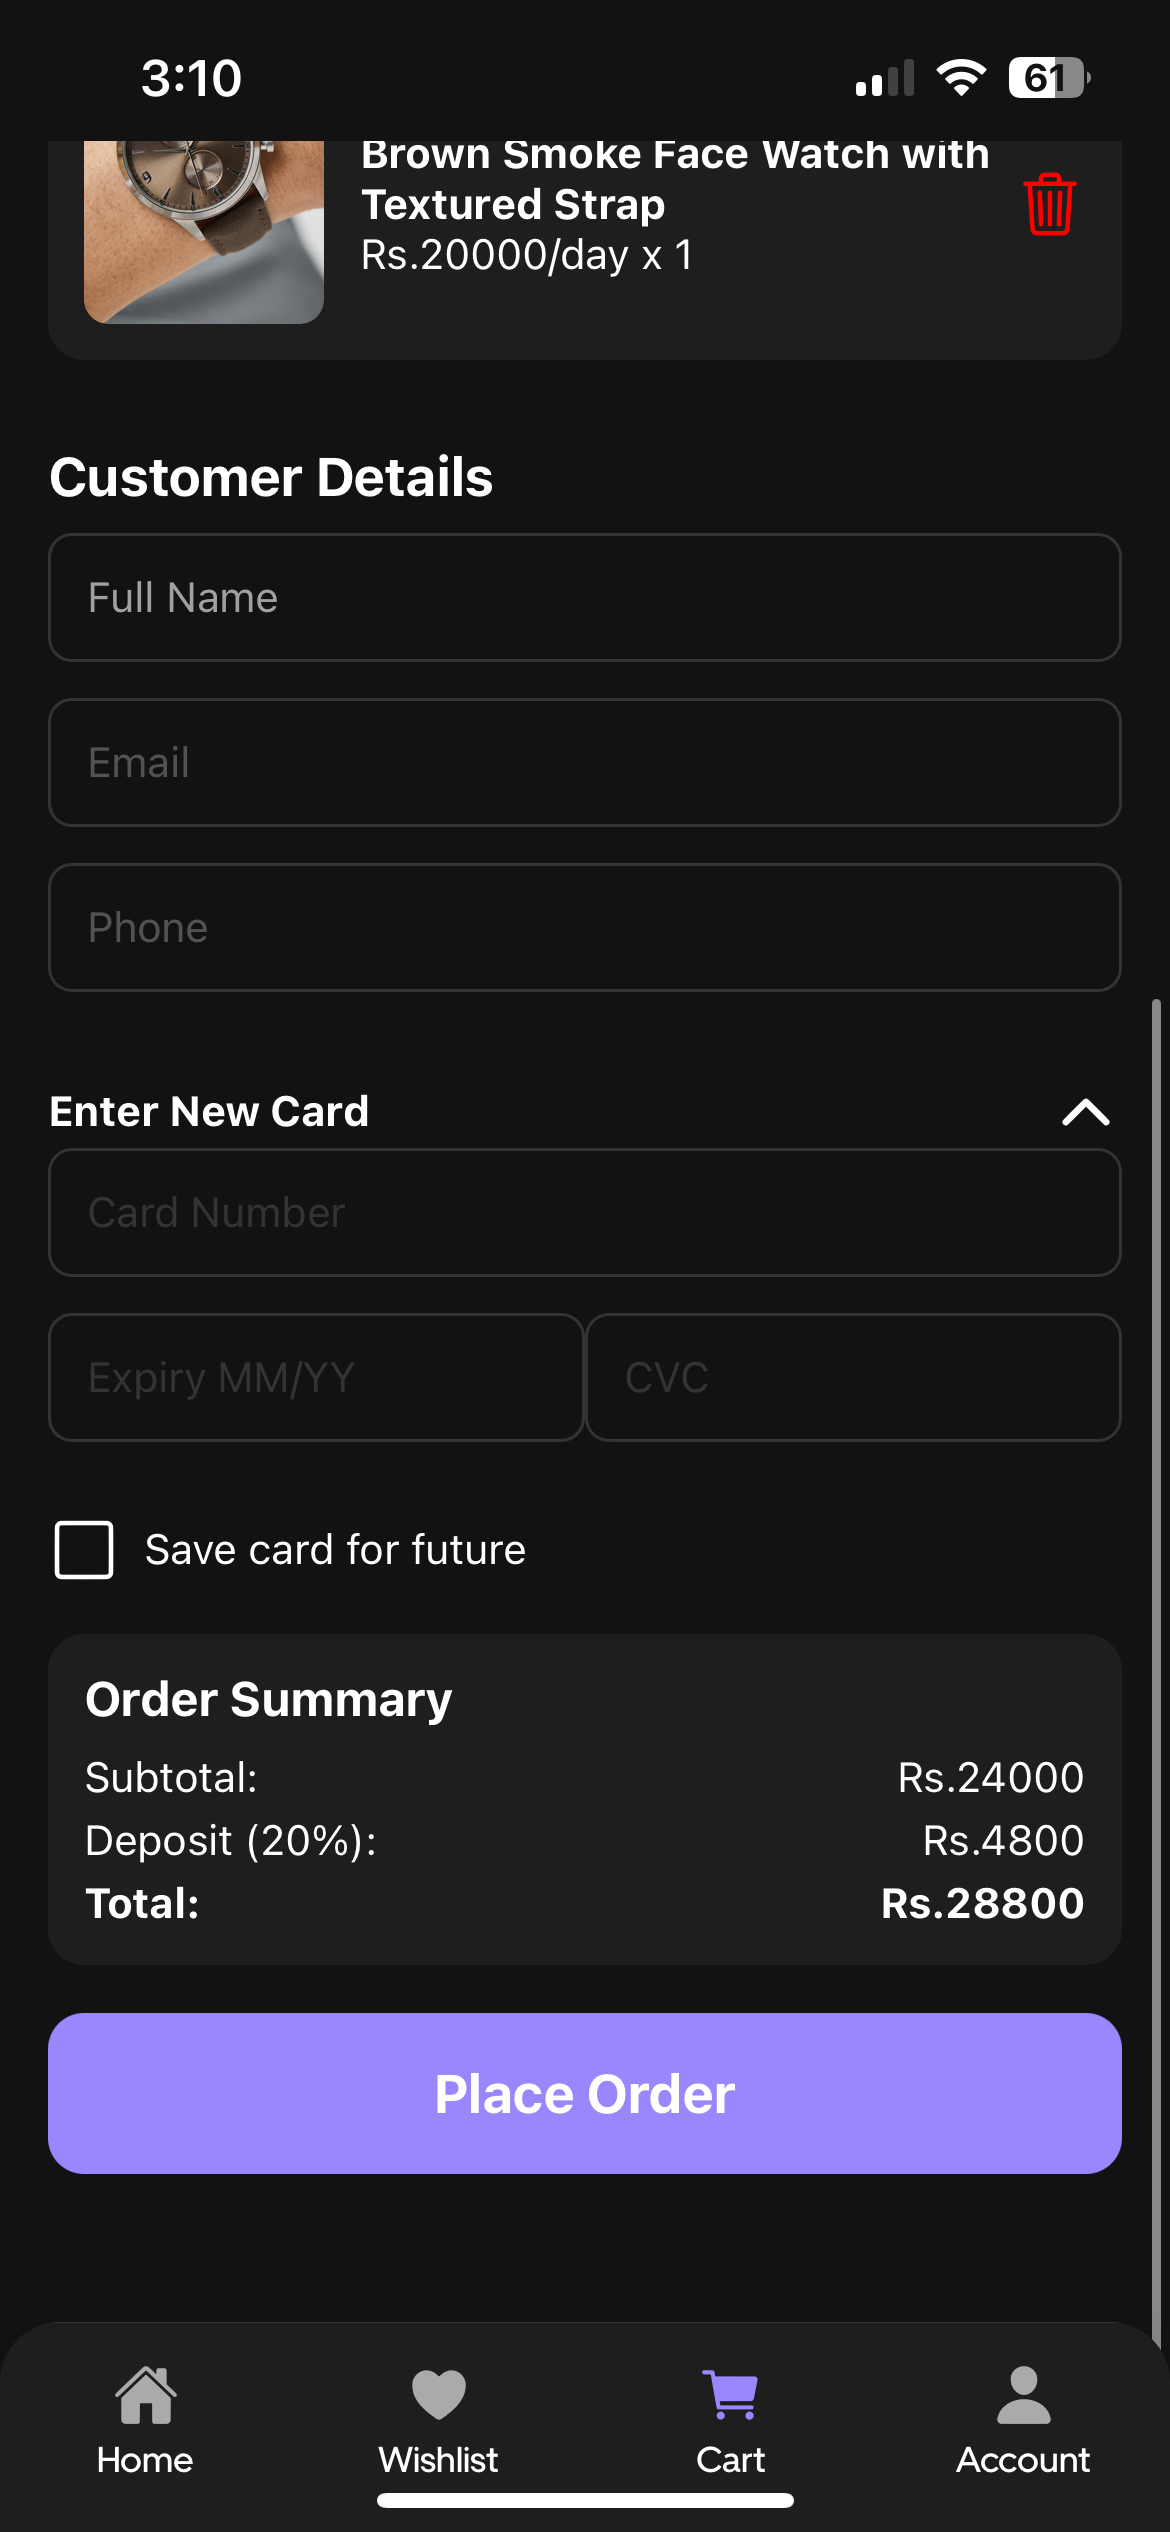 3:10
61
Brown Smoke Face Watch with
Textured Strap
Rs.20000/day x 1
Customer Details
Full Name
Email
Phone
Enter New Card
Card Number
Expiry MM/YY
CVC
Save card for future
Order Summary
Subtotal: Rs.24000
Deposit (20%): Rs.4800
Total: Rs.28800
Place Order
Home
Wishlist
Cart
Account